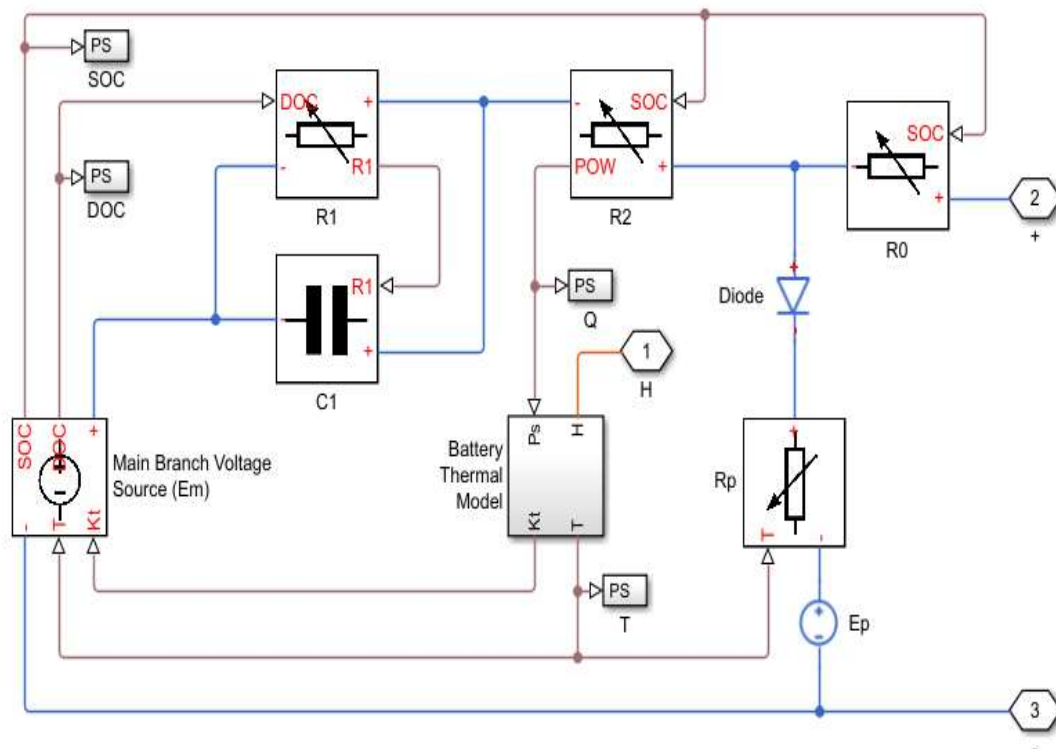 PS
SOC
DOC
+
-
R1
R1
-
SOC
POW
+
R2
SOC
-
+
R0
2
+
PS
DOC
R1
-
+
C1
PS
Q
Diode
+
-
1
H
SOC
DOC
+
-
T
Kt
Main Branch Voltage
Source (Em)
Battery
Thermal
Model
Ps
H
Kt
T
Rp
+
T
-
PS
T
+
-
Ep
3